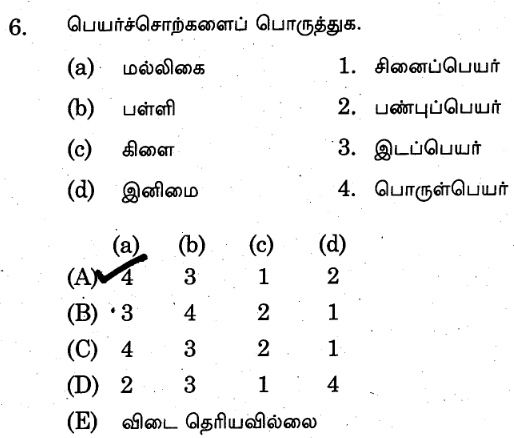 6. பெயர்ச்சொற்களைப் பொருத்துக.
(a) மல்லிகை 1. சினைப்பெயர்
(b) பள்ளி 2. பண்புப்பெயர்
(c) கிளை 3. இடப்பெயர்
(d) இனிமை 4. பொருள்பெயர்
(a) (b) (c) (d)
(A) 4 3 1 2
(B) 3 4 2 1
(C) 4 3 2 1
(D) 2 3 1 4
(E) விடை தெரியவில்லை